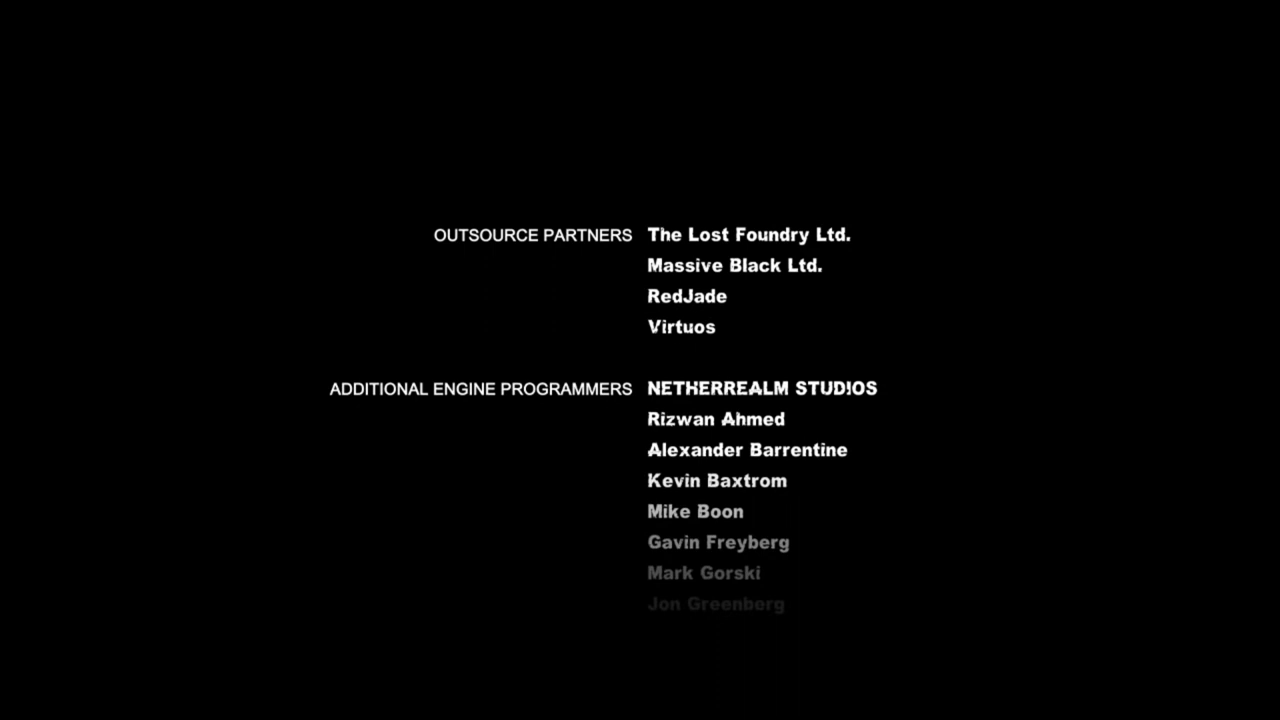 OUTSOURCE PARTNERS The Lost Foundry Ltd.
Massive Black Ltd.
RedJade
Virtuos
ADDITIONAL ENGINE PROGRAMMERS NETHERREALM STUDIOS
Rizwan Ahmed
Alexander Barrentine
Kevin Baxtrom
Mike Boon
Gavin Freyberg
Mark Gorski
Jon Greenberg